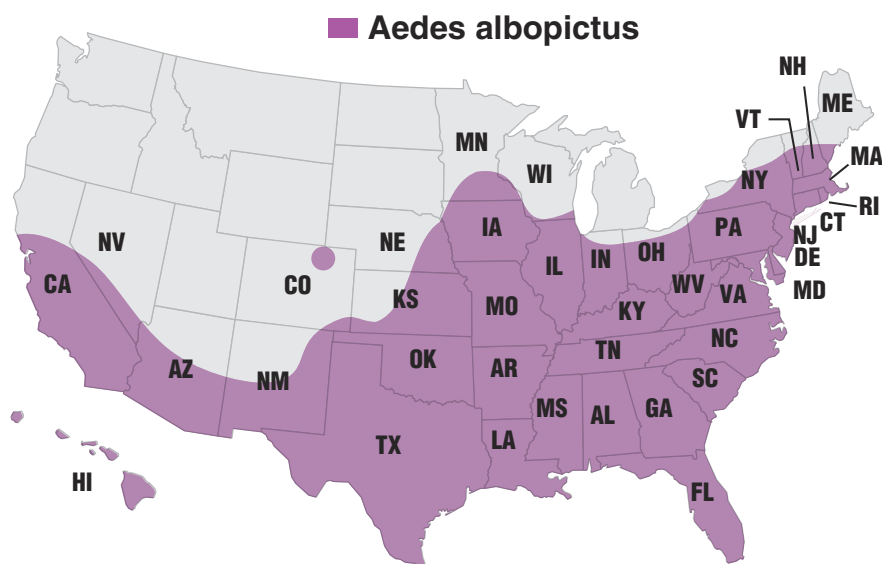 Aedes albopictus
NH
ME
VT
MN
MA
WI
NY
RI
IA
PA
CT
NV
NE
NJ
OH
IN
DE
IL
CO
CA
WV
MD
VA
KS
MO
KY
NC
TN
OK
AR
AZ
SC
NM
MS
AL
GA
LA
TX
HI
FL